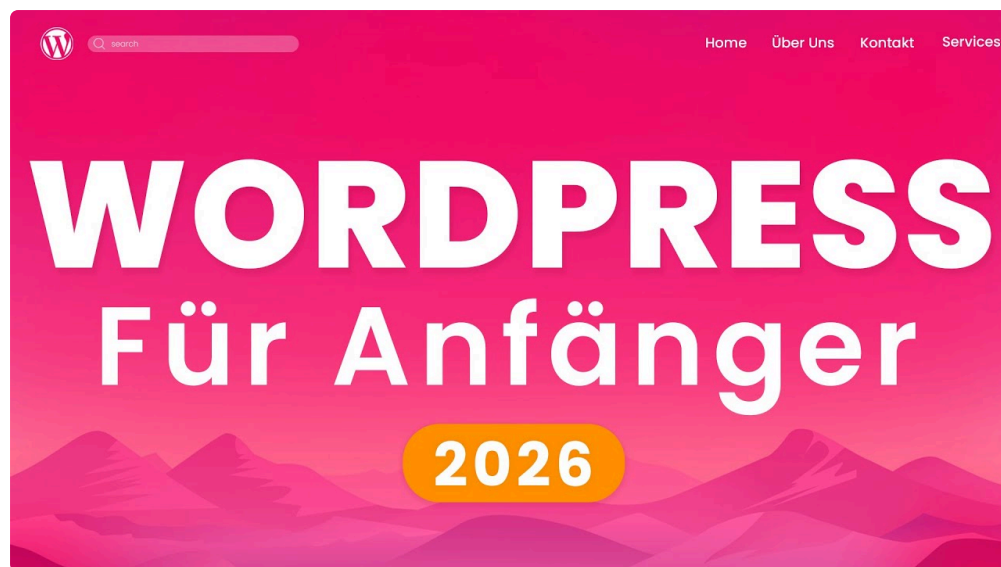 search
Home Über Uns Kontakt Services
WORDPRESS
Für Anfänger
2026